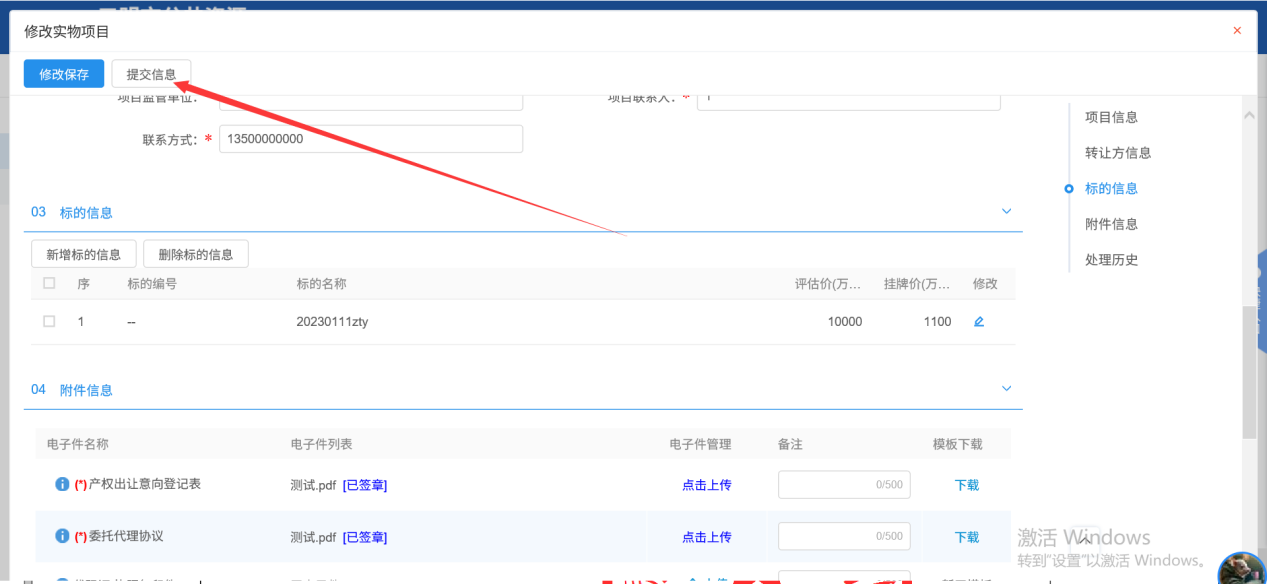 修改实物项目
×
修改保存 提交信息
项目监管单位: 项目联系人: *
联系方式: * 13500000000
项目信息
转让方信息
标的信息
附件信息
处理历史
03 标的信息
新增标的信息 删除标的信息
序 标的编号 标的名称 评估价(万... 挂牌价(万... 修改
1 -- 20230111zty 10000 1100
04 附件信息
电子件名称 电子件列表 电子件管理 备注 模板下载
(*)产权出让意向登记表 测试.pdf [已签章] 点击上传 0/500 下载
(*)委托代理协议 测试.pdf [已签章] 点击上传 0/500 下载
激活 Windows
转到"设置"以激活 Windows。